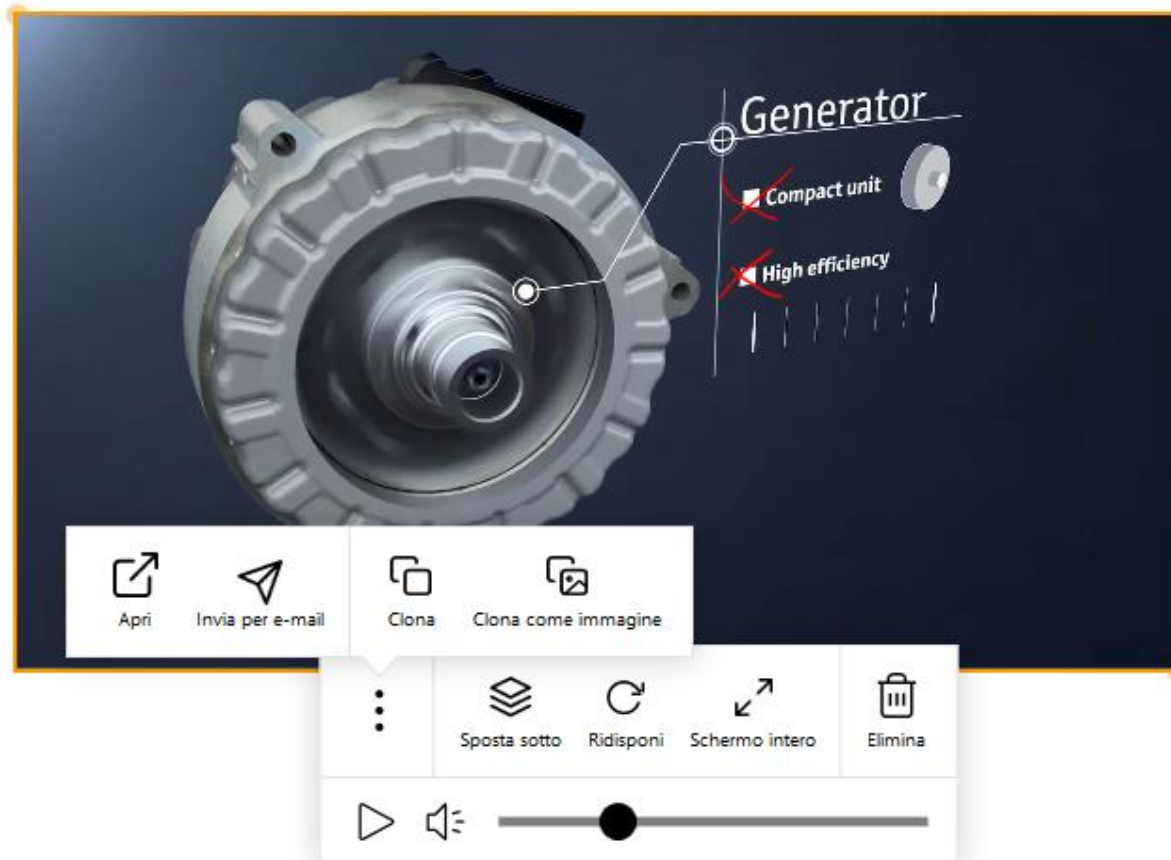 Generator
Compact unit
High efficiency
Apri
Invia per e-mail
Clona
Clona come immagine
Sposta sotto
Ridisponi
Schermo intero
Elimina